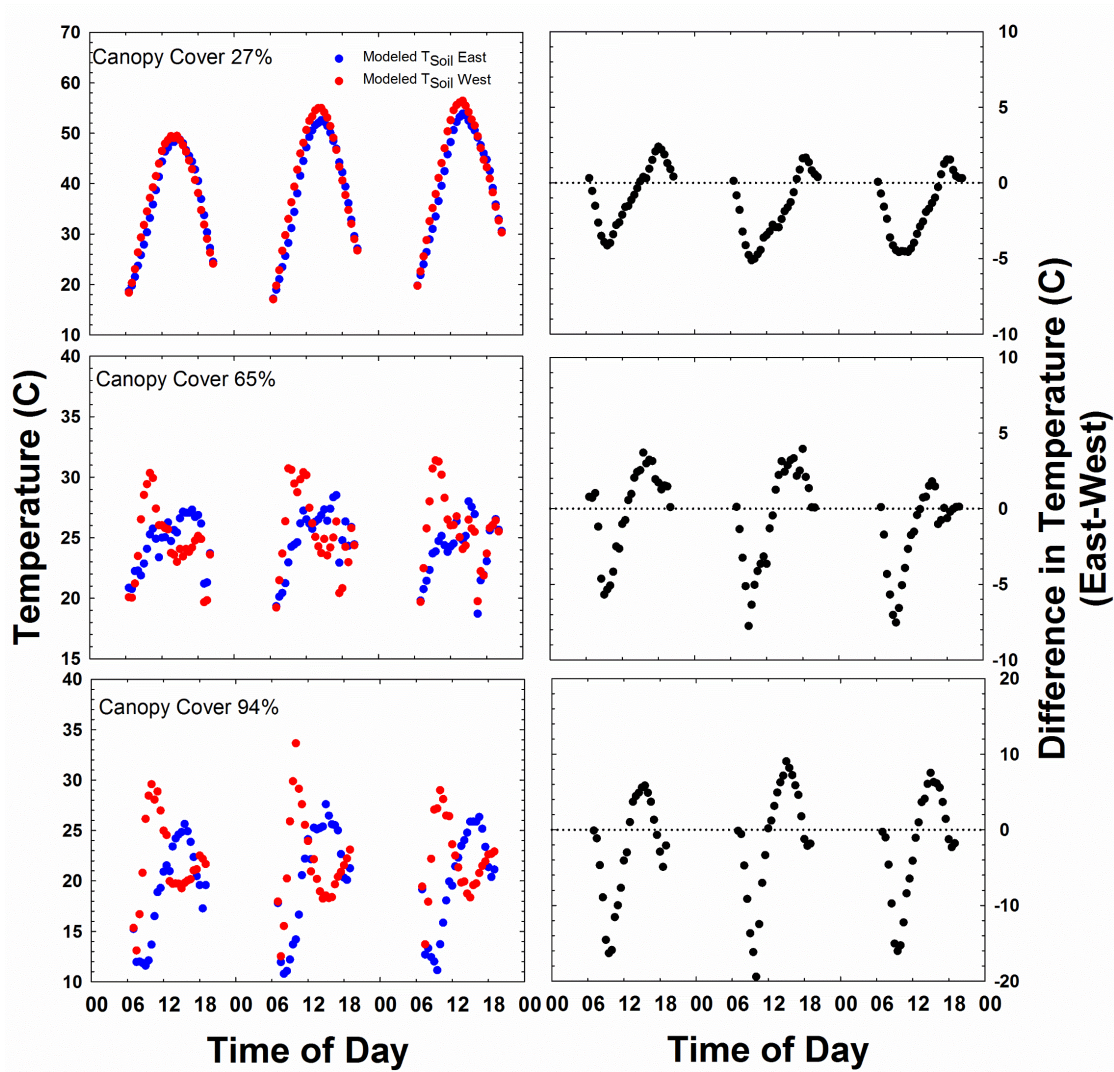 70
60
50
40
30
20
10
Canopy Cover 27%
Modeled TSoil East
Modeled TSoil West
10
5
0
-5
-10
40
35
30
25
20
15
Canopy Cover 65%
10
5
0
-5
-10
40
35
30
25
20
15
10
Canopy Cover 94%
20
10
0
-10
-20
Temperature (C)
Difference in Temperature (C)
(East-West)
00 06 12 18 00 06 12 18 00 06 12 18 00
00 06 12 18 00 06 12 18 00 06 12 18 00
Time of Day
Time of Day